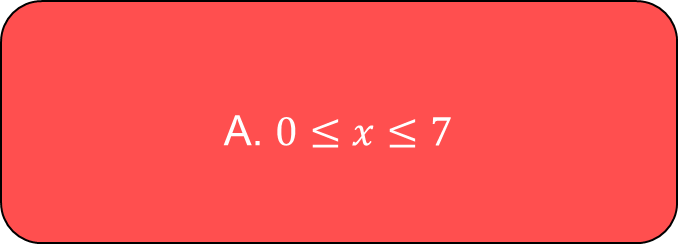 A. 0 ≤ x ≤ 7